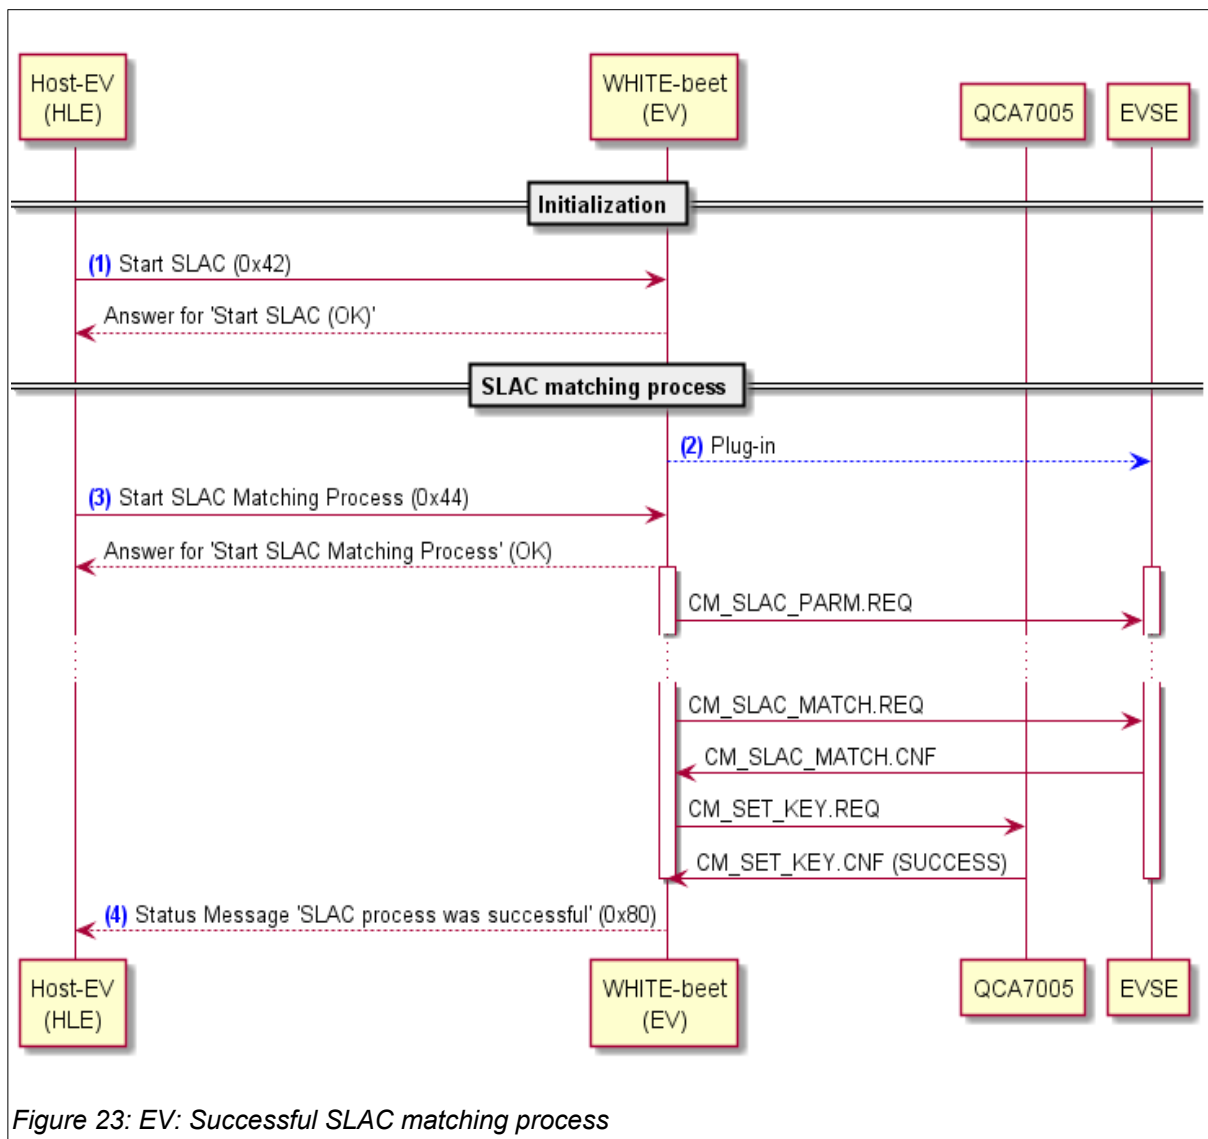 Host-EV
(HLE)
WHITE-beet
(EV)
QCA7005
EVSE
Initialization
(1) Start SLAC (0x42)
Answer for 'Start SLAC (OK)'
SLAC matching process
(2) Plug-in
(3) Start SLAC Matching Process (0x44)
Answer for 'Start SLAC Matching Process' (OK)
CM_SLAC_PARM.REQ
CM_SLAC_MATCH.REQ
CM_SLAC_MATCH.CNF
CM_SET_KEY.REQ
CM_SET_KEY.CNF (SUCCESS)
(4) Status Message 'SLAC process was successful' (0x80)
Host-EV
(HLE)
WHITE-beet
(EV)
QCA7005
EVSE
Figure 23: EV: Successful SLAC matching process